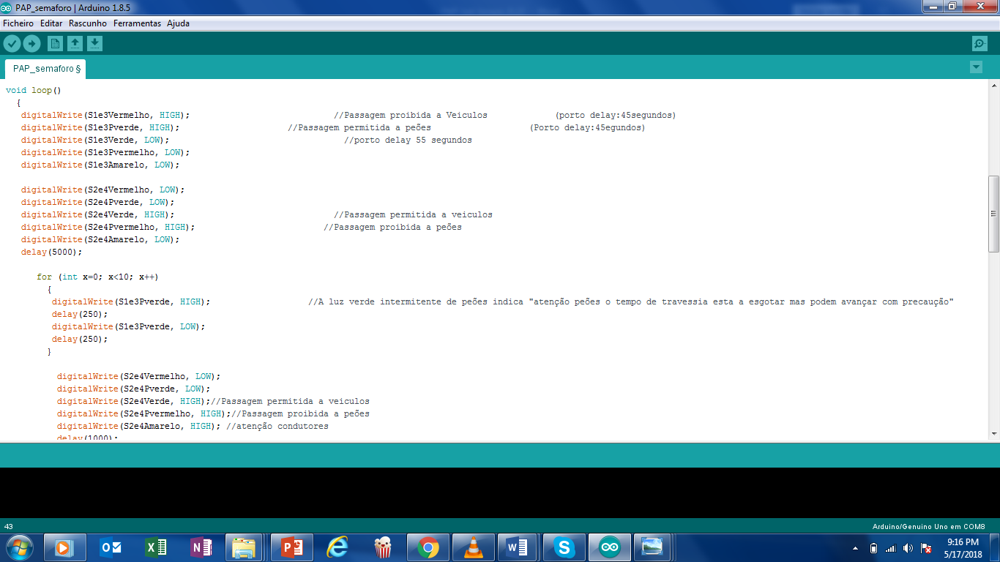 PAP_semaforo | Arduino 1.8.5
Ficheiro Editar Rascunho Ferramentas Ajuda
PAP_semaforo §
void loop()
{
digitalWrite(S1e3Vermelho, HIGH); //Passagem proibida a Veiculos (porto delay:45segundos)
digitalWrite(S1e3Pverde, HIGH); //Passagem permitida a peões (Porto delay:45egundos)
digitalWrite(S1e3Verde, LOW); //porto delay 55 segundos
digitalWrite(S1e3Pvermelho, LOW);
digitalWrite(S1e3Amarelo, LOW);
digitalWrite(S2e4Vermelho, LOW);
digitalWrite(S2e4Pverde, LOW);
digitalWrite(S2e4Verde, HIGH); //Passagem permitida a veiculos
digitalWrite(S2e4Pvermelho, HIGH); //Passagem proibida a peões
digitalWrite(S2e4Amarelo, LOW);
delay(5000);
for (int x=0; x<10; x++)
{
digitalWrite(S1e3Pverde, HIGH); //A luz verde intermitente de peões indica "atenção peões o tempo de travessia esta a esgotar mas podem avançar com precaução"
delay(250);
digitalWrite(S1e3Pverde, LOW);
delay(250);
}
digitalWrite(S2e4Vermelho, LOW);
digitalWrite(S2e4Pverde, LOW);
digitalWrite(S2e4Verde, HIGH);//Passagem permitida a veiculos
digitalWrite(S2e4Pvermelho, HIGH);//Passagem proibida a peões
digitalWrite(S2e4Amarelo, HIGH); //atenção condutores
delay(1000);
43
Arduino/Genuino Uno em COM8
9:16 PM
5/17/2018